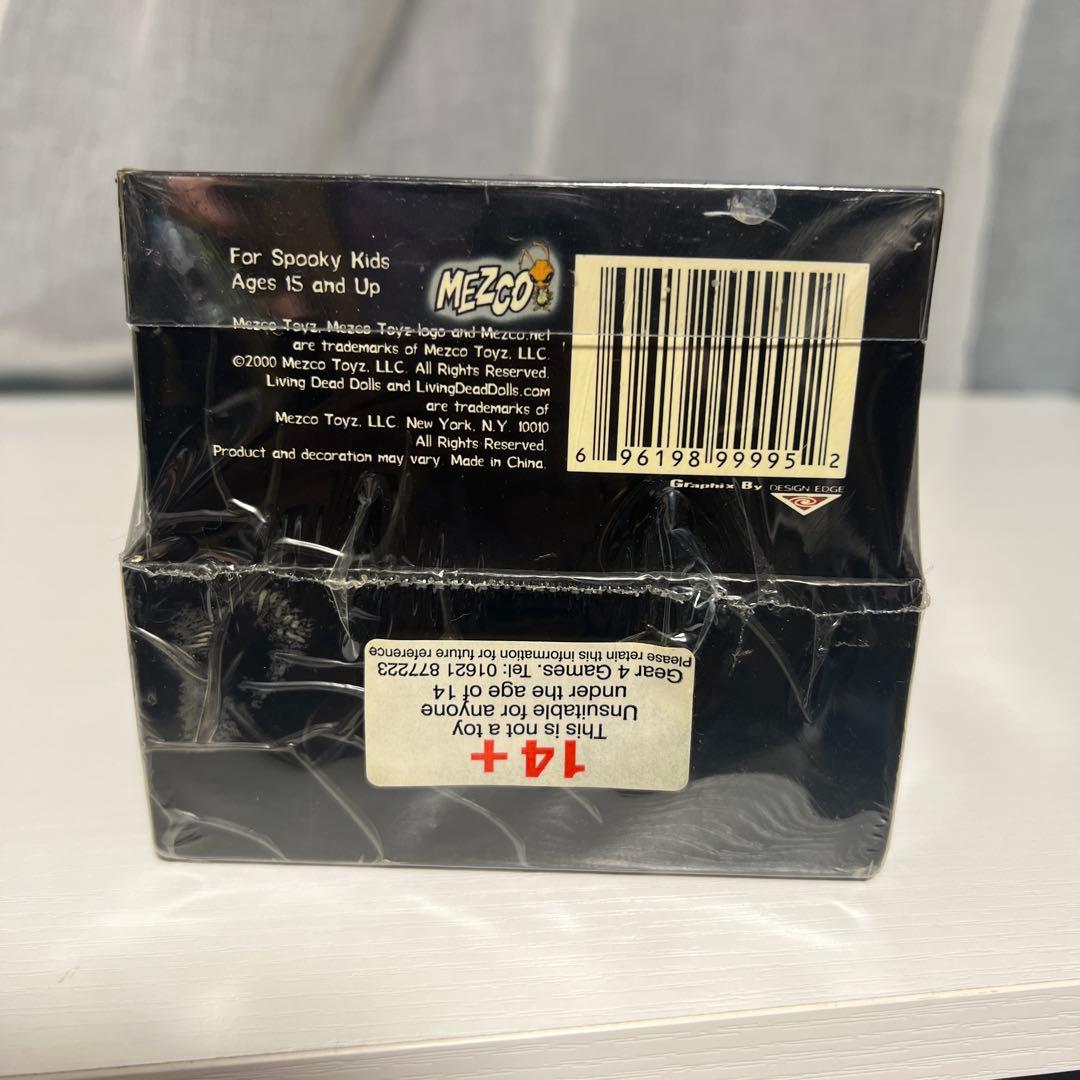 For Spooky Kids
Ages 15 and Up
MEZCO
Mezco Toyz, Mezco Toyz logo and Mezco.net
are trademarks of Mezco Toyz, LLC.
©2000 Mezco Toyz, LLC. All Rights Reserved.
Living Dead Dolls and LivingDeadDolls.com
are trademarks of
Mezco Toyz, LLC. New York, N.Y. 10010
All Rights Reserved.
Product and decoration may vary. Made in China.
6 96198 99995 2
Graphix By DESIGN EDGE
14+
This is not a toy
Unsuitable for anyone
under the age of 14
Gear 4 Games. Tel: 01621 877223
Please retain this information for future reference